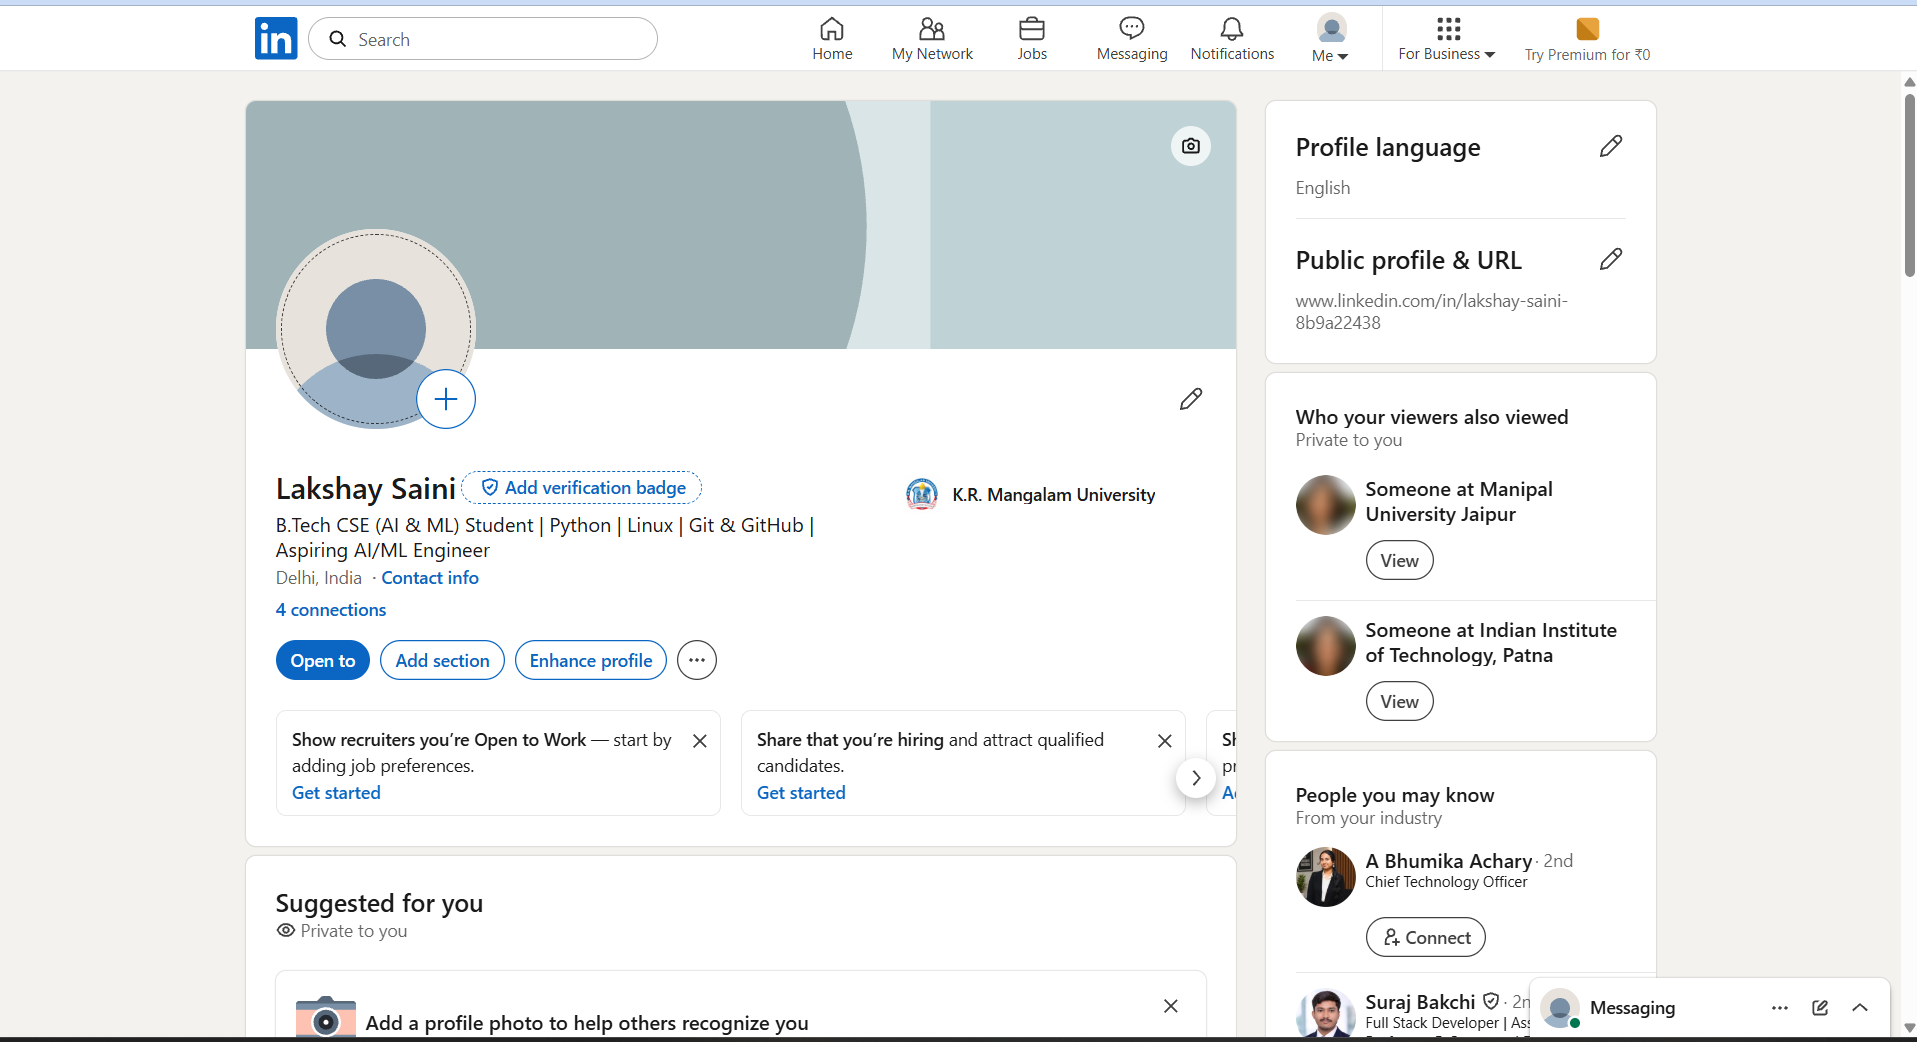 in
Search
Home
My Network
Jobs
Messaging
Notifications
Me
For Business
Try Premium for ₹0
Lakshay Saini
Add verification badge
K.R. Mangalam University
B.Tech CSE (AI & ML) Student | Python | Linux | Git & GitHub |
Aspiring AI/ML Engineer
Delhi, India · Contact info
4 connections
Open to
Add section
Enhance profile
Show recruiters you’re Open to Work — start by
adding job preferences.
Get started
Share that you’re hiring and attract qualified
candidates.
Get started
Suggested for you
Private to you
Add a profile photo to help others recognize you
Profile language
English
Public profile & URL
www.linkedin.com/in/lakshay-saini-
8b9a22438
Who your viewers also viewed
Private to you
Someone at Manipal
University Jaipur
View
Someone at Indian Institute
of Technology, Patna
View
People you may know
From your industry
A Bhumika Achary · 2nd
Chief Technology Officer
Connect
Suraj Bakchi · 2n
Full Stack Developer | Ass
Messaging